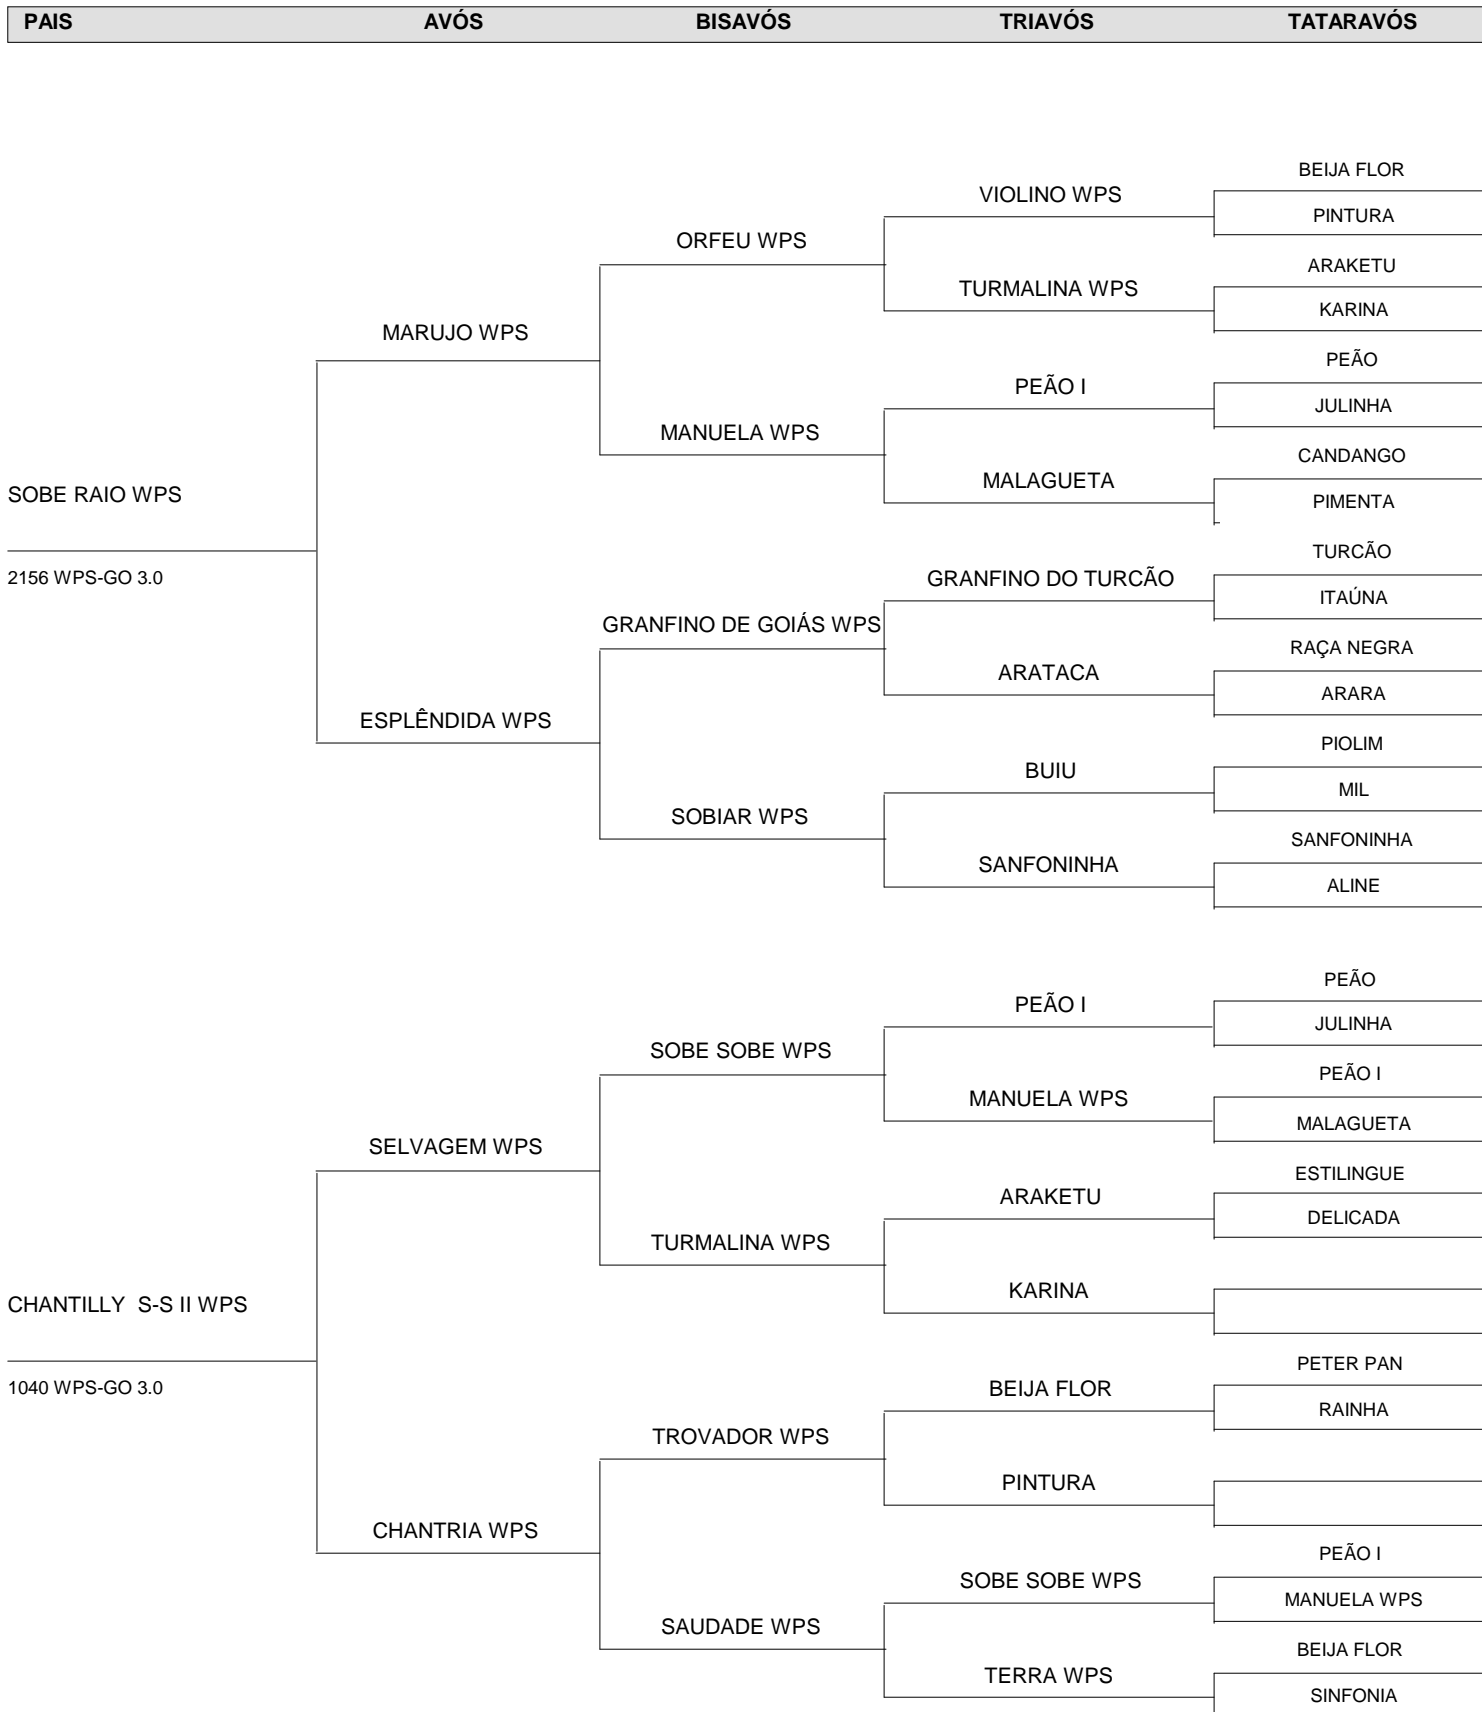 PAIS AVÓS BISAVÓS TRIAVÓS TATARAVÓS
BEIJA FLOR
VIOLINO WPS
PINTURA
ORFEU WPS
ARAKETU
TURMALINA WPS
KARINA
MARUJO WPS
PEÃO
PEÃO I
JULINHA
MANUELA WPS
CANDANGO
MALAGUETA
SOBE RAIO WPS
PIMENTA
TURCÃO
2156 WPS-GO 3.0
GRANFINO DO TURCÃO
ITAÚNA
GRANFINO DE GOIÁS WPS
RAÇA NEGRA
ARATACA
ARARA
ESPLÊNDIDA WPS
PIOLIM
BUIU
MIL
SOBIAR WPS
SANFONINHA
SANFONINHA
ALINE
PEÃO
PEÃO I
JULINHA
SOBE SOBE WPS
PEÃO I
MANUELA WPS
MALAGUETA
SELVAGEM WPS
ESTILINGUE
ARAKETU
DELICADA
TURMALINA WPS
KARINA
CHANTILLY S-S II WPS
PETER PAN
1040 WPS-GO 3.0
BEIJA FLOR
RAINHA
TROVADOR WPS
PINTURA
CHANTRIA WPS
PEÃO I
SOBE SOBE WPS
MANUELA WPS
SAUDADE WPS
BEIJA FLOR
TERRA WPS
SINFONIA